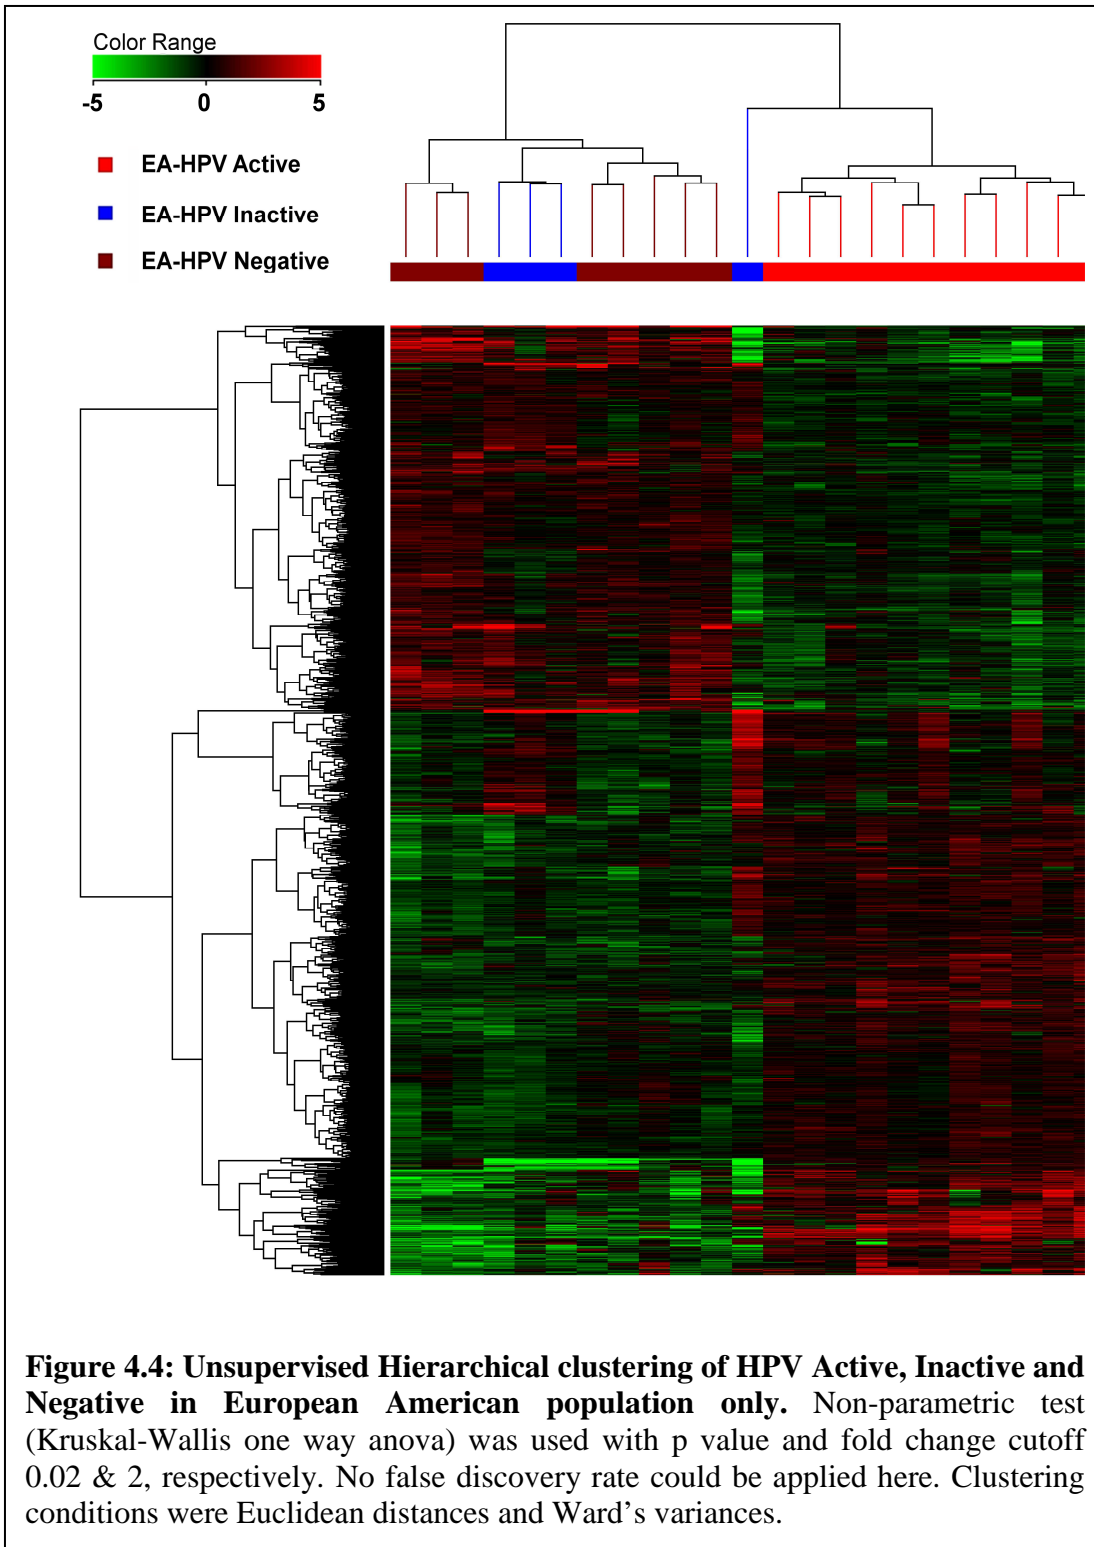 Color Range
-5 0 5
EA-HPV Active
EA-HPV Inactive
EA-HPV Negative
Figure 4.4: Unsupervised Hierarchical clustering of HPV Active, Inactive and
Negative in European American population only. Non-parametric test
(Kruskal-Wallis one way anova) was used with p value and fold change cutoff
0.02 & 2, respectively. No false discovery rate could be applied here. Clustering
conditions were Euclidean distances and Ward’s variances.